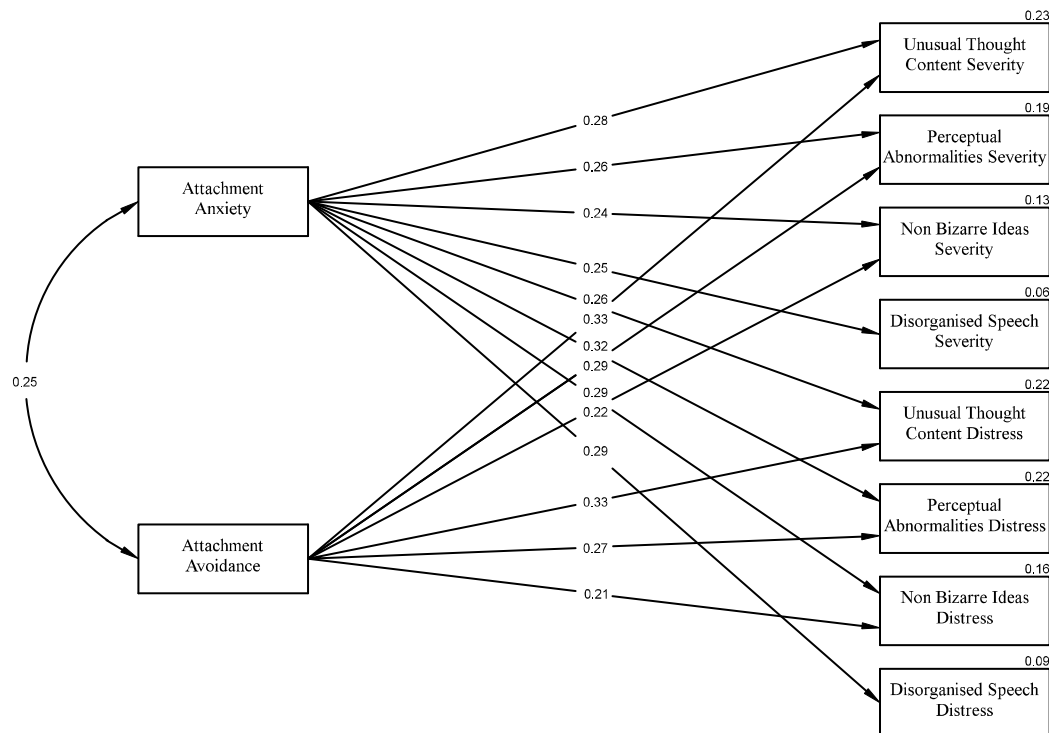 0.23
Unusual Thought
Content Severity
0.28
0.19
Perceptual
Abnormalities Severity
0.26
Attachment
Anxiety
0.13
Non Bizarre Ideas
Severity
0.24
0.25
0.06
Disorganised Speech
Severity
0.26
0.33
0.32
0.29
0.25
0.29
0.22
0.22
Unusual Thought
Content Distress
0.29
0.33
0.22
Perceptual
Abnormalities Distress
Attachment
Avoidance
0.27
0.21
0.16
Non Bizarre Ideas
Distress
0.09
Disorganised Speech
Distress